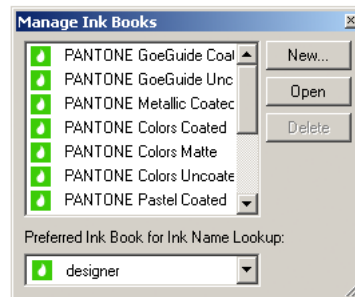 Manage Ink Books
PANTONE GoeGuide Coat
PANTONE GoeGuide Unc
PANTONE Metallic Coated
PANTONE Colors Coated
PANTONE Colors Matte
PANTONE Colors Uncoate
PANTONE Pastel Coated
New...
Open
Delete
Preferred Ink Book for Ink Name Lookup:
designer